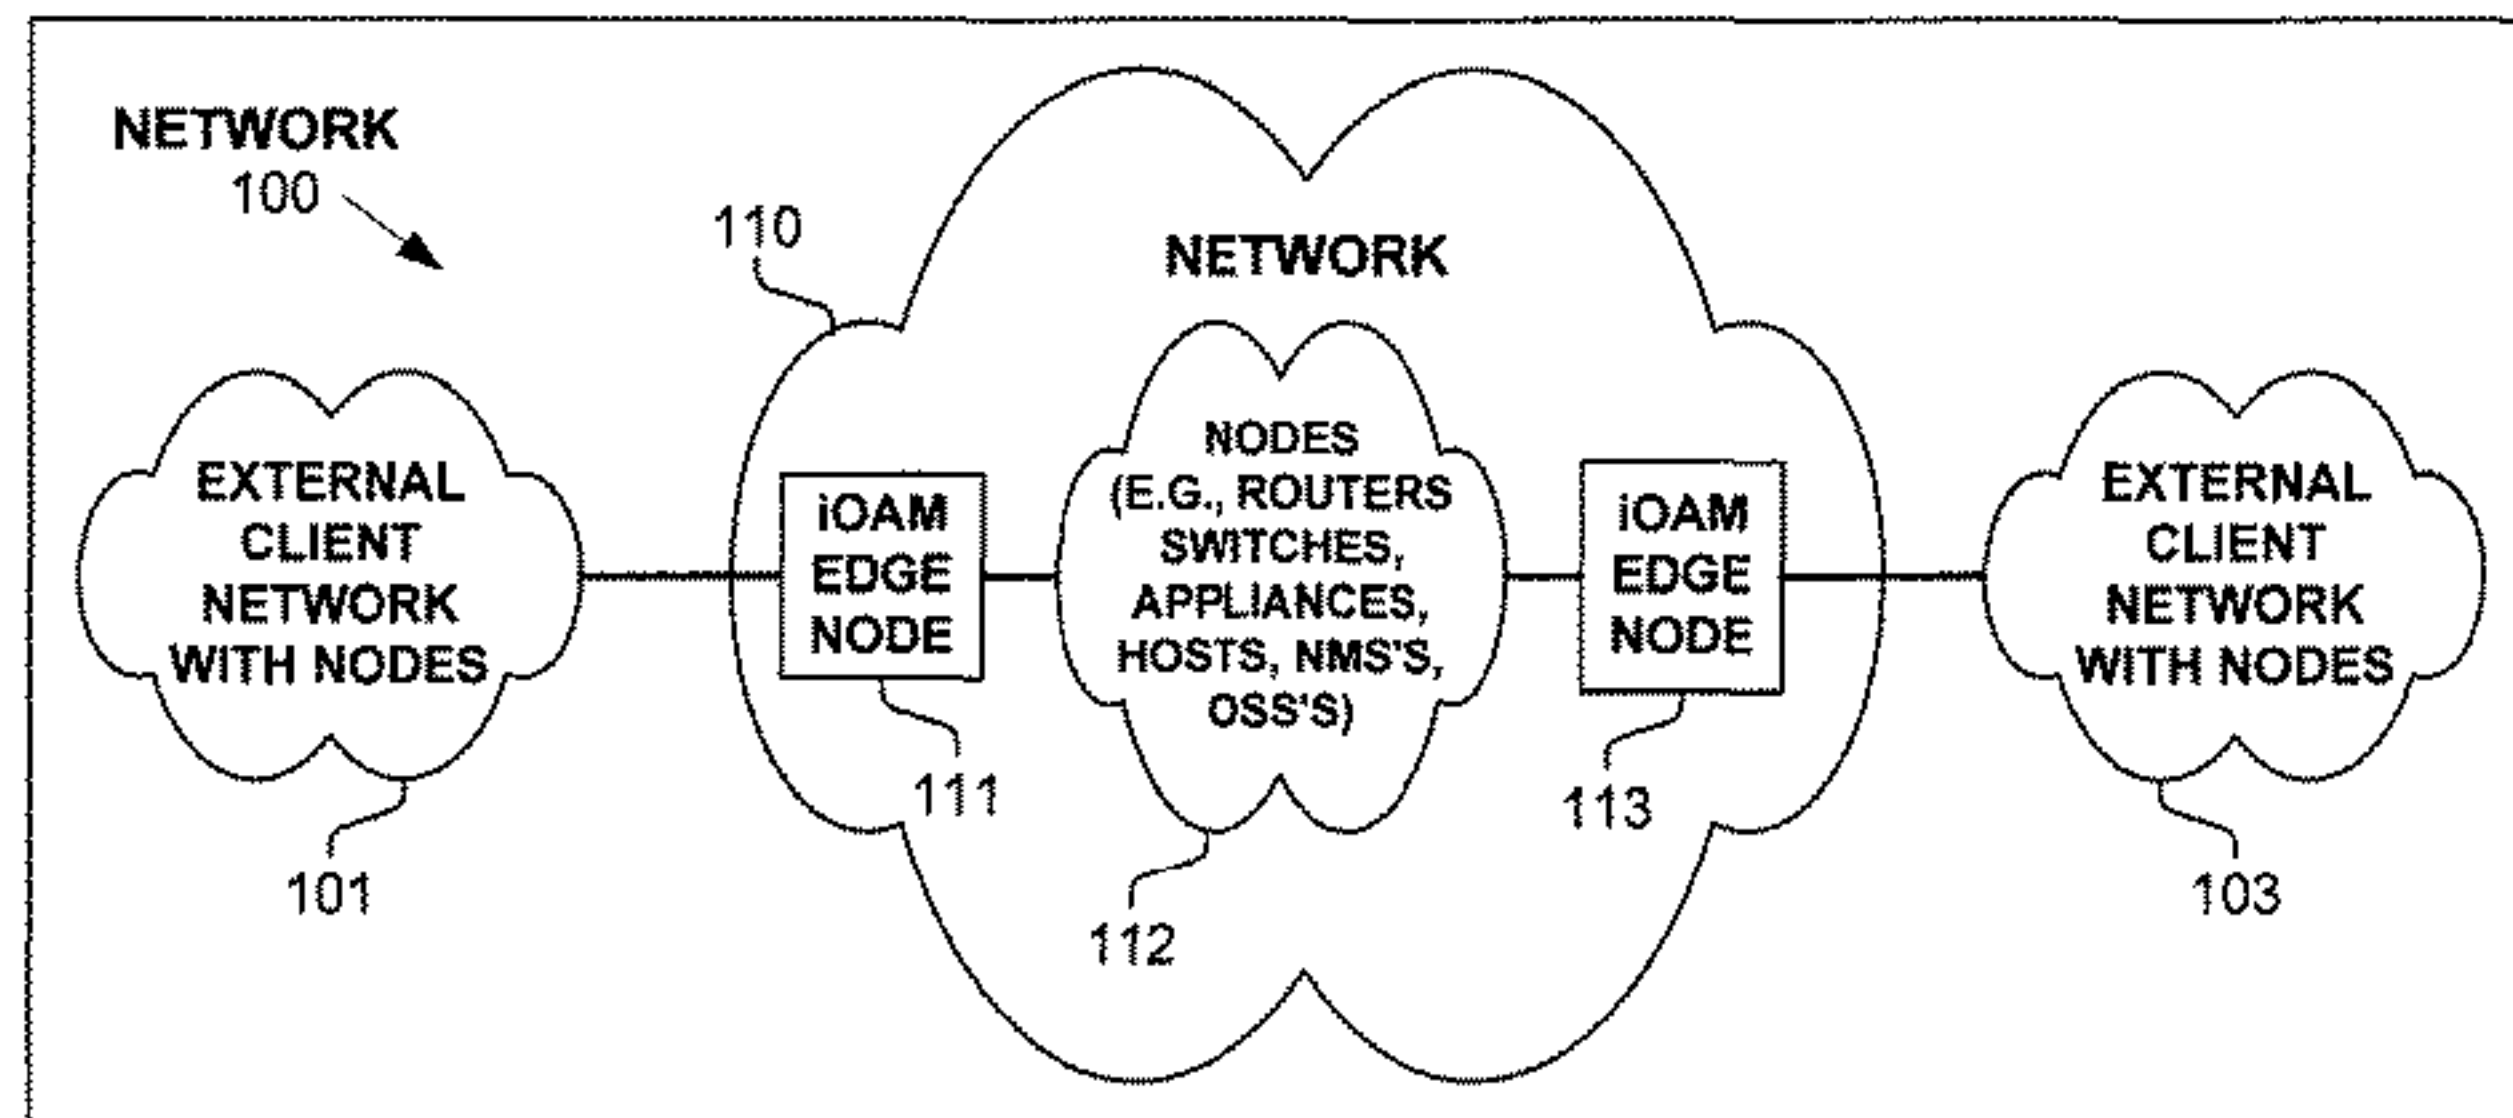 NETWORK
100
110
NETWORK
EXTERNAL
CLIENT
NETWORK
WITH NODES
101
iOAM
EDGE
NODE
111
NODES
(E.G., ROUTERS
SWITCHES,
APPLIANCES,
HOSTS, NMS'S,
OSS'S)
112
iOAM
EDGE
NODE
113
EXTERNAL
CLIENT
NETWORK
WITH NODES
103